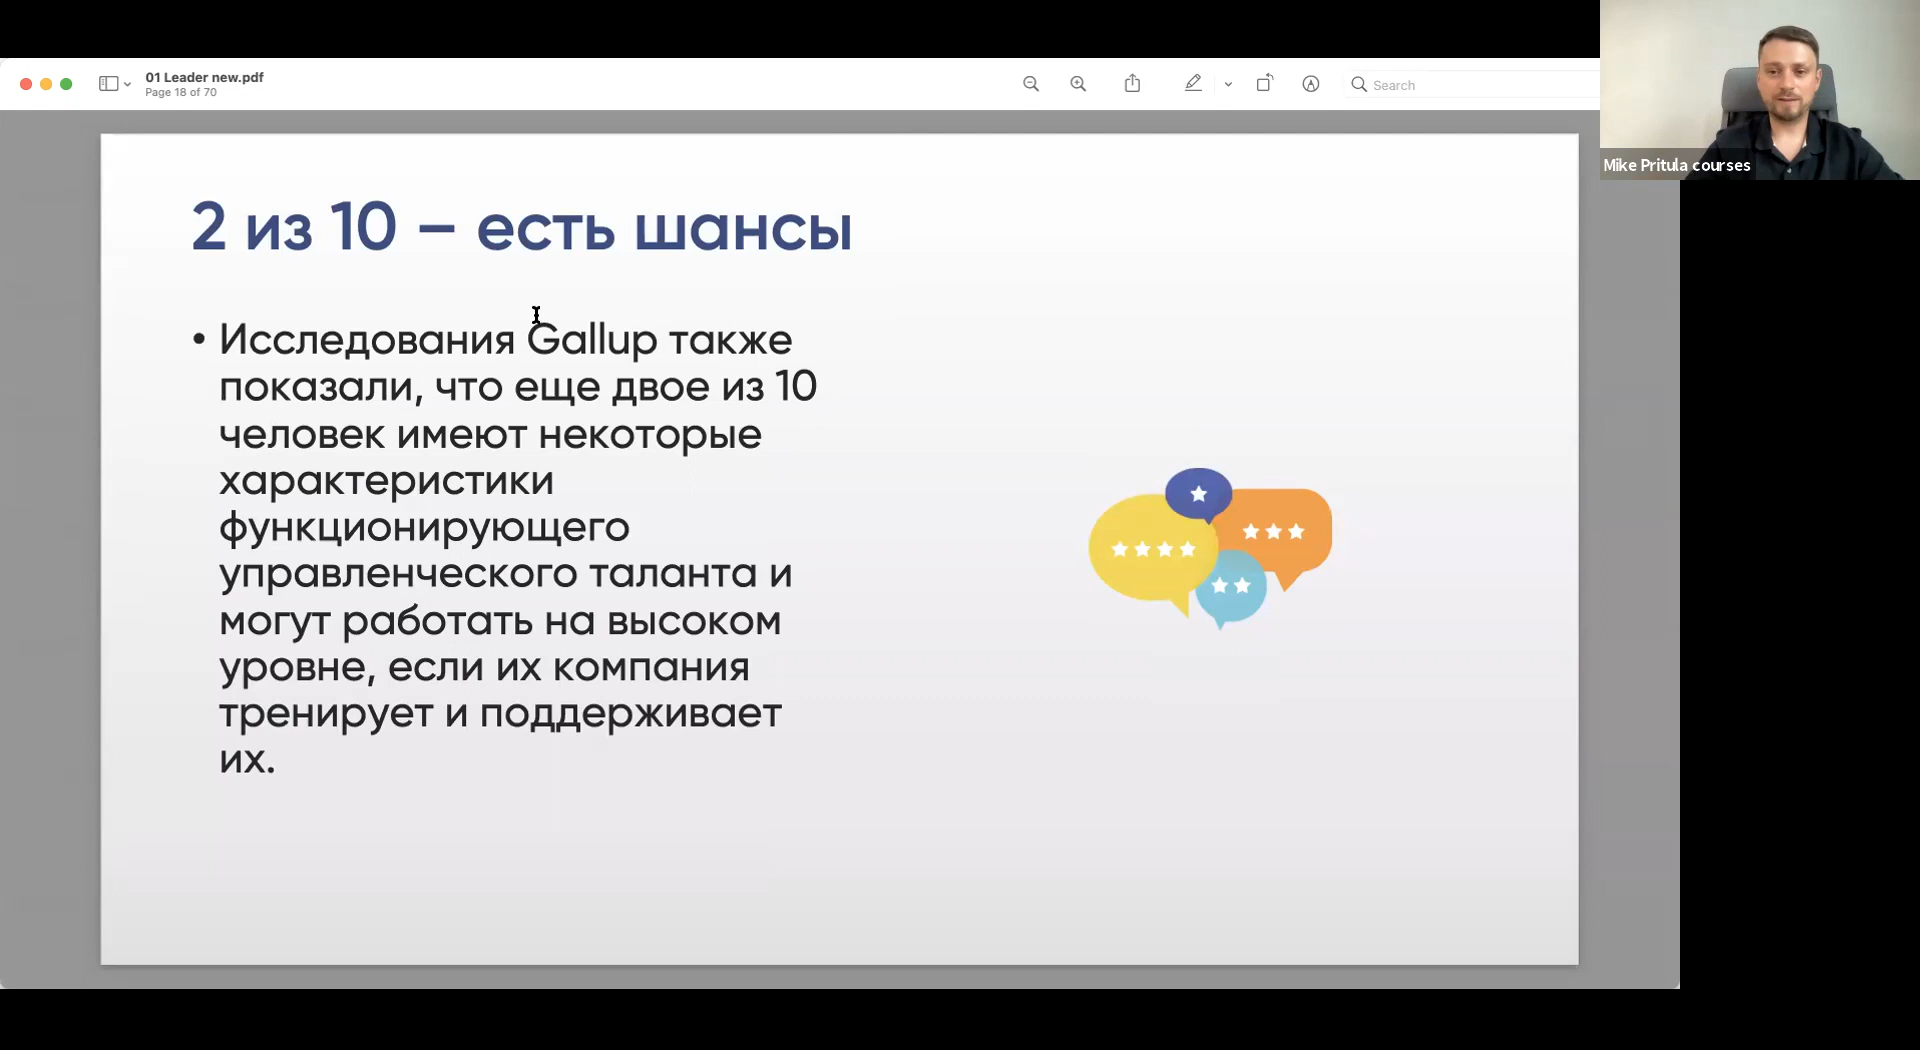 01 Leader new.pdf
Page 18 of 70
Search
Mike Pritula courses
2 из 10 – есть шансы
• Исследования Gallup также
показали, что еще двое из 10
человек имеют некоторые
характеристики
функционирующего
управленческого таланта и
могут работать на высоком
уровне, если их компания
тренирует и поддерживает
их.